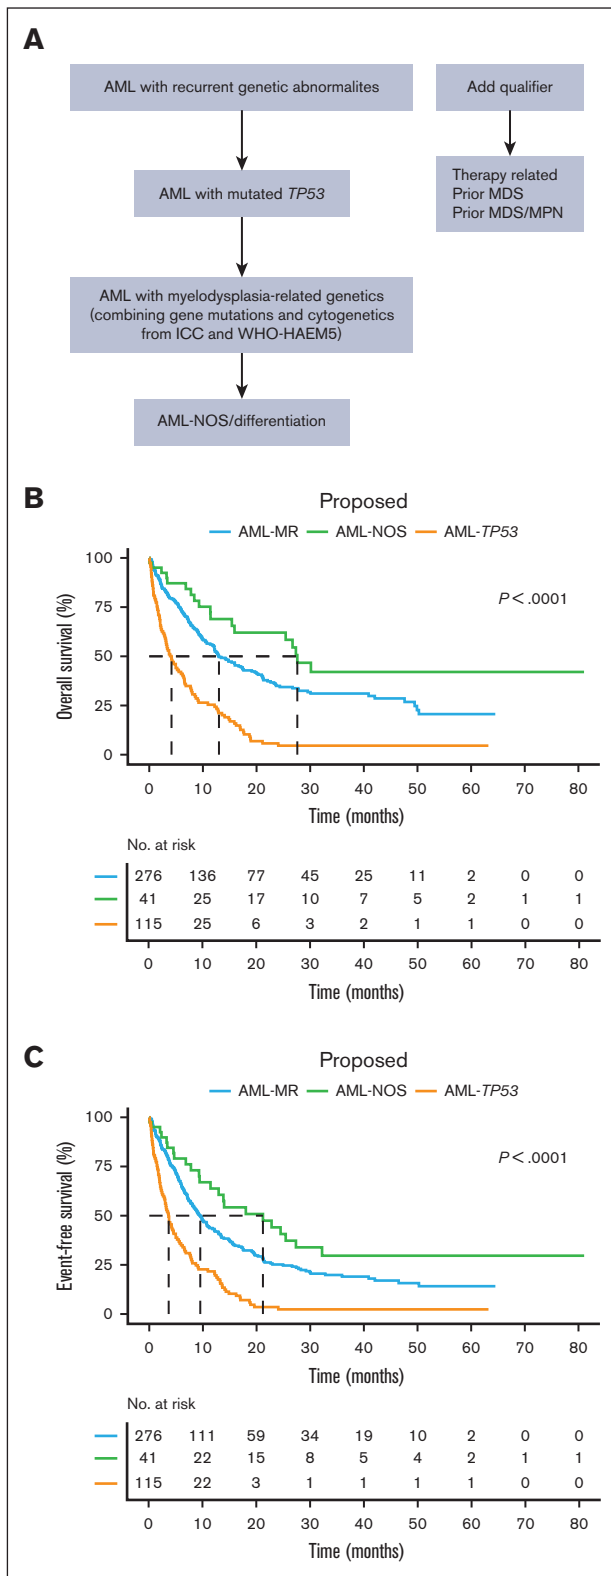 A
AML with recurrent genetic abnormalites
Add qualifier
AML with mutated TP53
Therapy related
Prior MDS
Prior MDS/MPN
AML with myelodysplasia-related genetics
(combining gene mutations and cytogenetics
from ICC and WHO-HAEM5)
AML-NOS/differentiation
B
Proposed
AML-MR AML-NOS AML-TP53
P < .0001
Overall survival (%)
100
75
50
25
0
0 10 20 30 40 50 60 70 80
Time (months)
No. at risk
276 136 77 45 25 11 2 0 0
41 25 17 10 7 5 2 1 1
115 25 6 3 2 1 1 0 0
0 10 20 30 40 50 60 70 80
Time (months)
C
Proposed
AML-MR AML-NOS AML-TP53
P < .0001
Event-free survival (%)
100
75
50
25
0
0 10 20 30 40 50 60 70 80
Time (months)
No. at risk
276 111 59 34 19 10 2 0 0
41 22 15 8 5 4 2 1 1
115 22 3 1 1 1 1 0 0
0 10 20 30 40 50 60 70 80
Time (months)